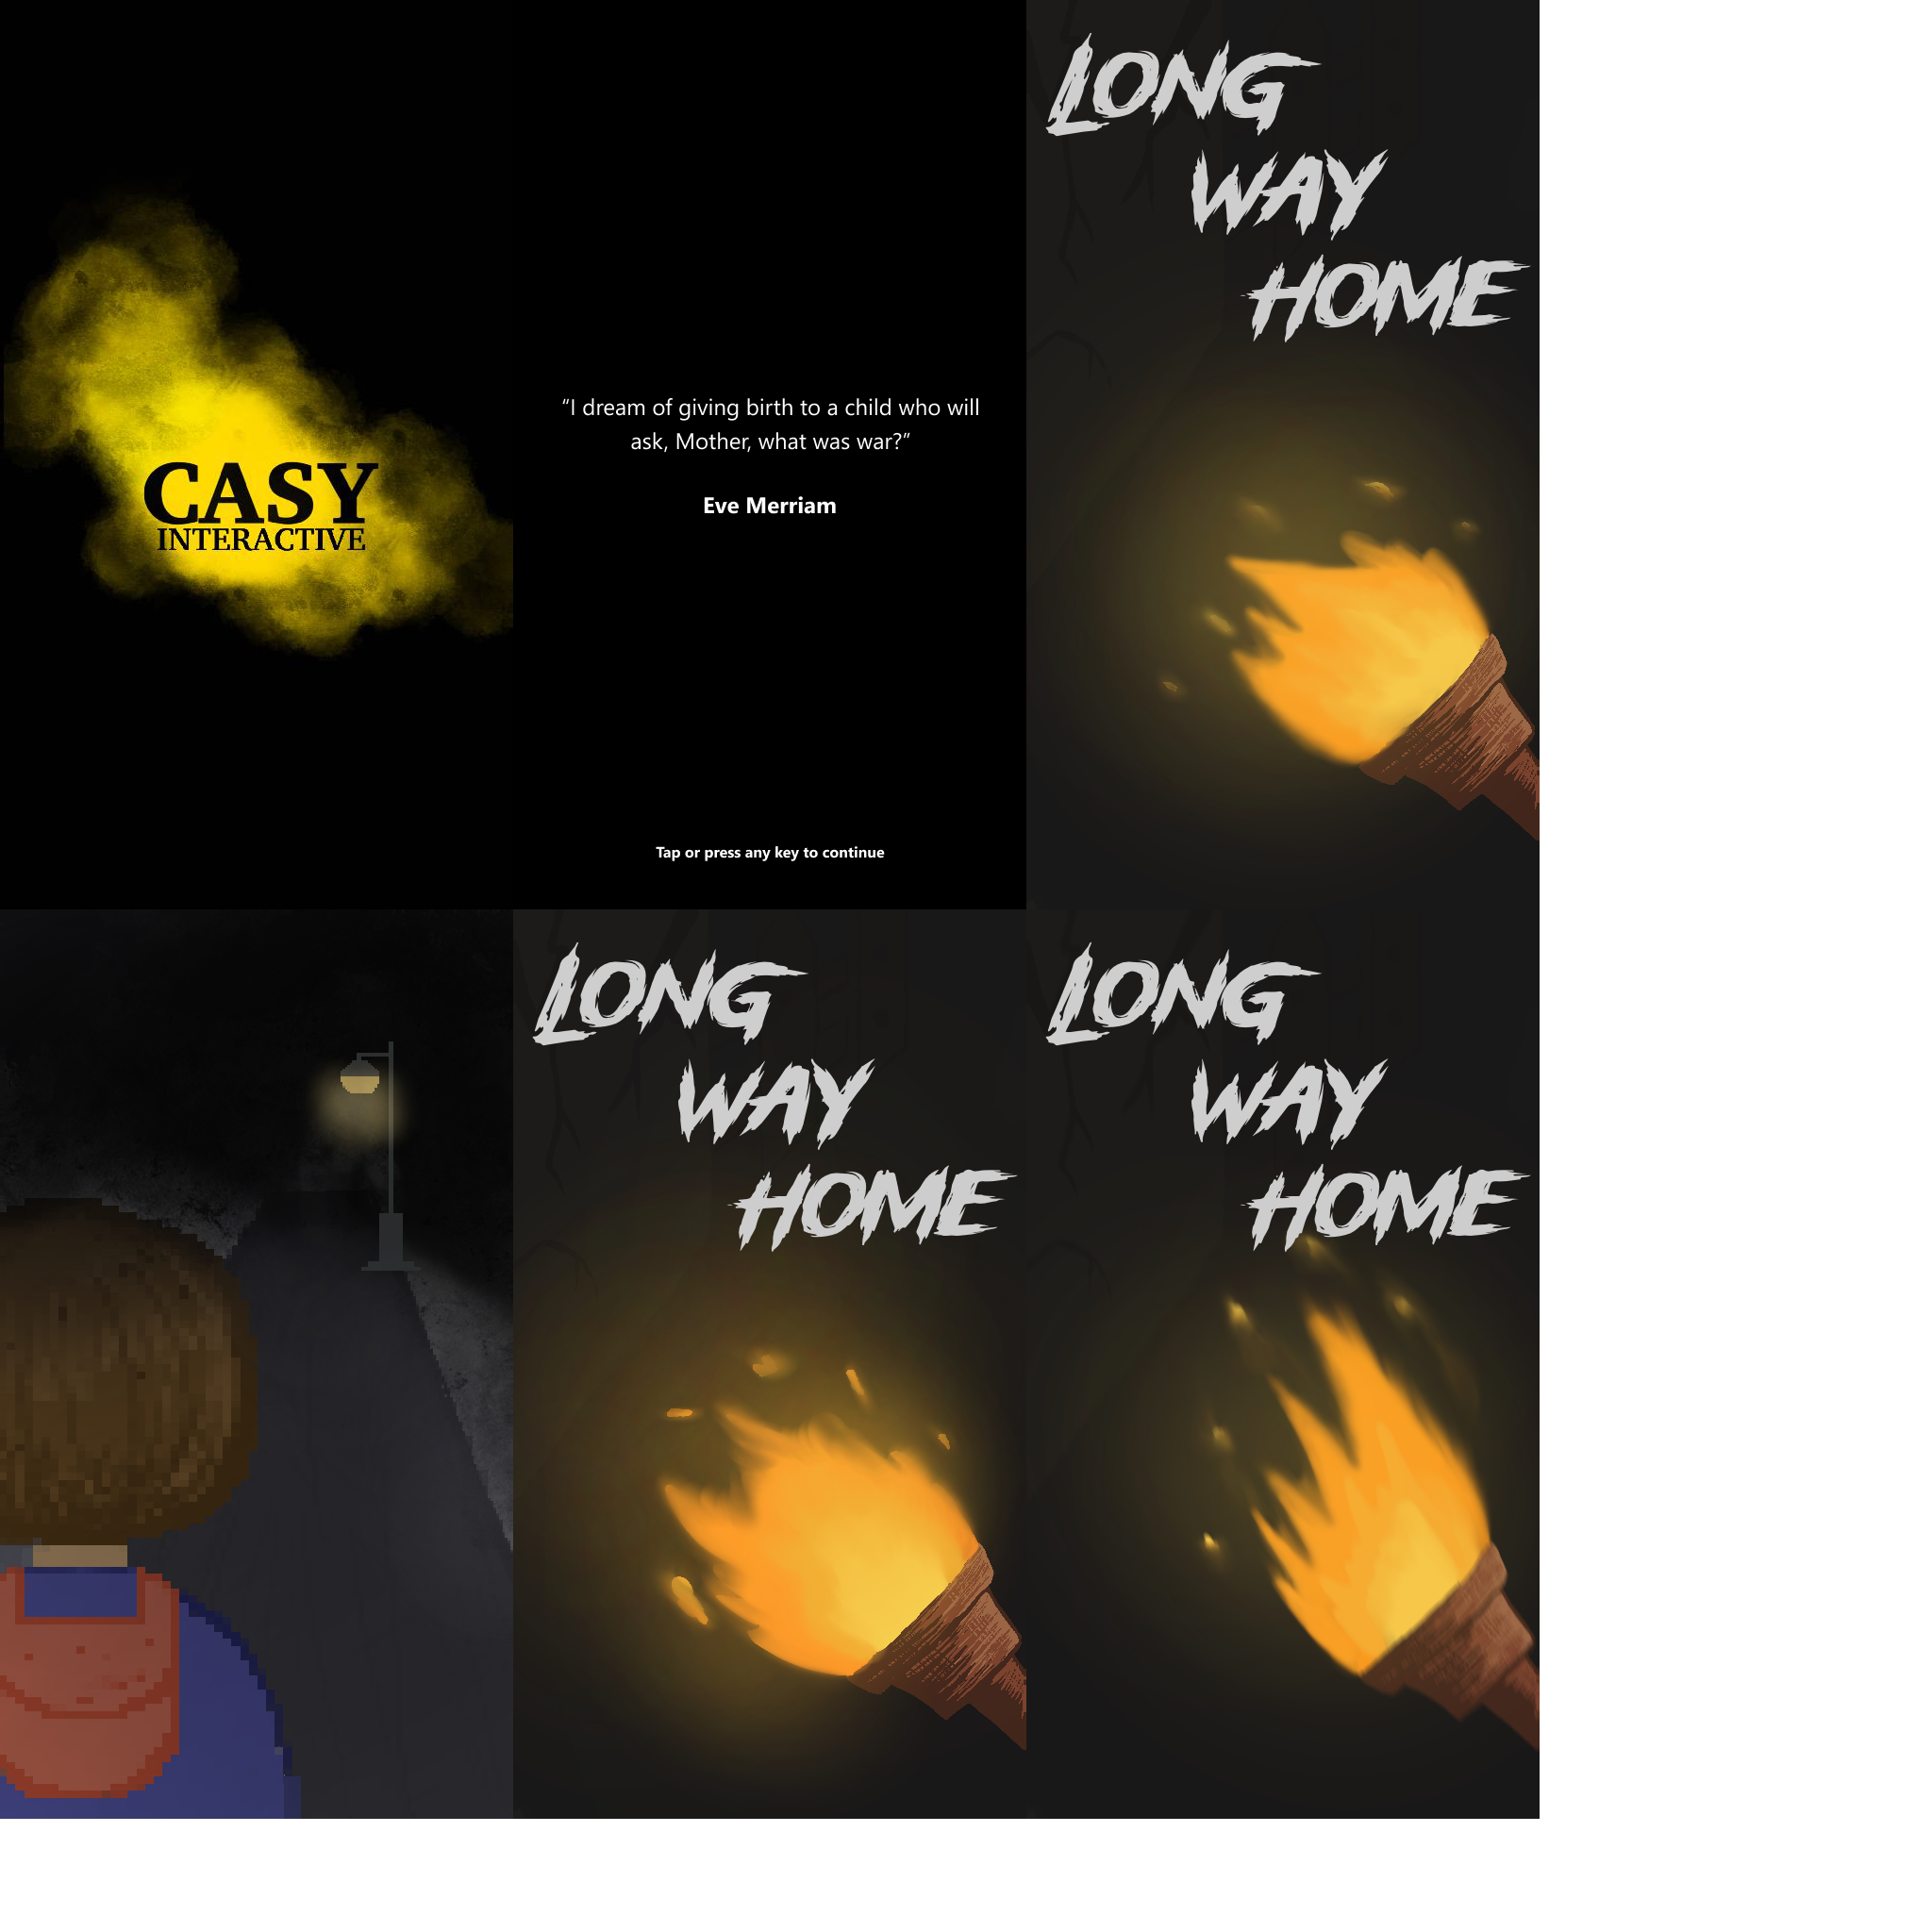 CASY
INTERACTIVE
“I dream of giving birth to a child who will
ask, Mother, what was war?”
Eve Merriam
Tap or press any key to continue
LONG
WAY
HOME
LONG
WAY
HOME
LONG
WAY
HOME